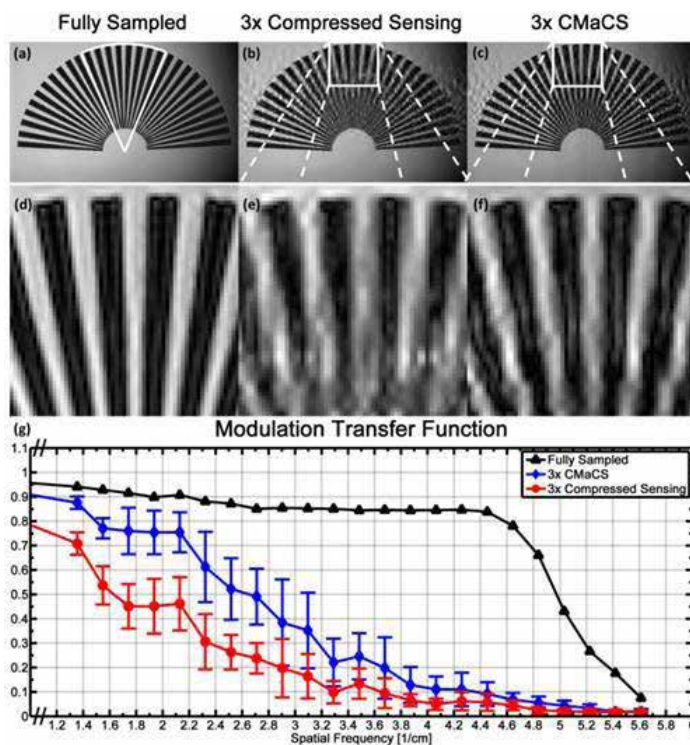 Fully Sampled 3x Compressed Sensing 3x CMaCS
(a) (b) (c)
(d) (e) (f)
(g) Modulation Transfer Function
Fully Sampled
3x CMaCS
3x Compressed Sensing
1.1
1
0.9
0.8
0.7
0.6
0.5
0.4
0.3
0.2
0.1
0
1.2 1.4 1.6 1.8 2 2.2 2.4 2.6 2.8 3 3.2 3.4 3.6 3.8 4 4.2 4.4 4.6 4.8 5 5.2 5.4 5.6 5.8 6
Spatial Frequency [1/cm]